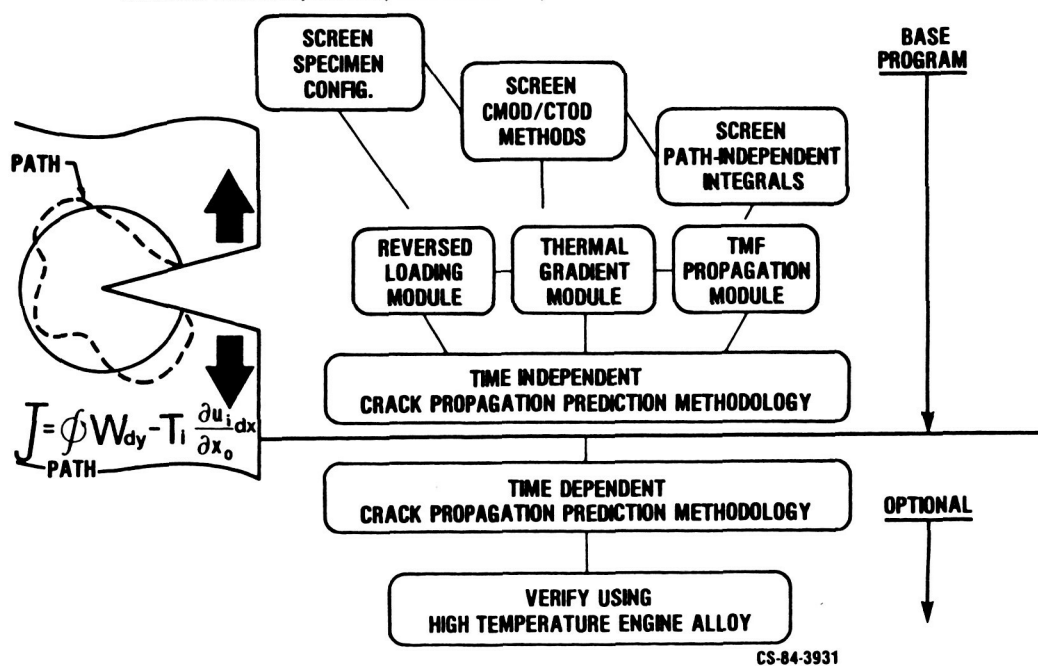 SCREEN
SPECIMEN
CONFIG.
SCREEN
CMOD/CTOD
METHODS
SCREEN
PATH-INDEPENDENT
INTEGRALS
BASE
PROGRAM
PATH
REVERSED
LOADING
MODULE
THERMAL
GRADIENT
MODULE
TMF
PROPAGATION
MODULE
TIME INDEPENDENT
CRACK PROPAGATION PREDICTION METHODOLOGY
J = ∮ Wdy - Ti ∂ui/∂xo dx
PATH
TIME DEPENDENT
CRACK PROPAGATION PREDICTION METHODOLOGY
OPTIONAL
VERIFY USING
HIGH TEMPERATURE ENGINE ALLOY
CS-84-3931